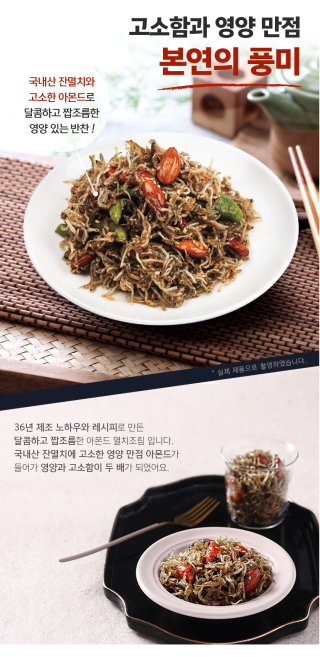 고소함과 영양 만점
본연의 풍미
국내산 잔멸치와
고소한 아몬드로
달콤하고 짭조름한
영양 있는 반찬 !
* 실제 제품으로 촬영하였습니다.
36년 제조 노하우와 레시피로 만든
달콤하고 짭조름한 아몬드 멸치조림 입니다.
국내산 잔멸치에 고소한 영양 만점 아몬드가
들어가 영양과 고소함이 두 배가 되었어요.